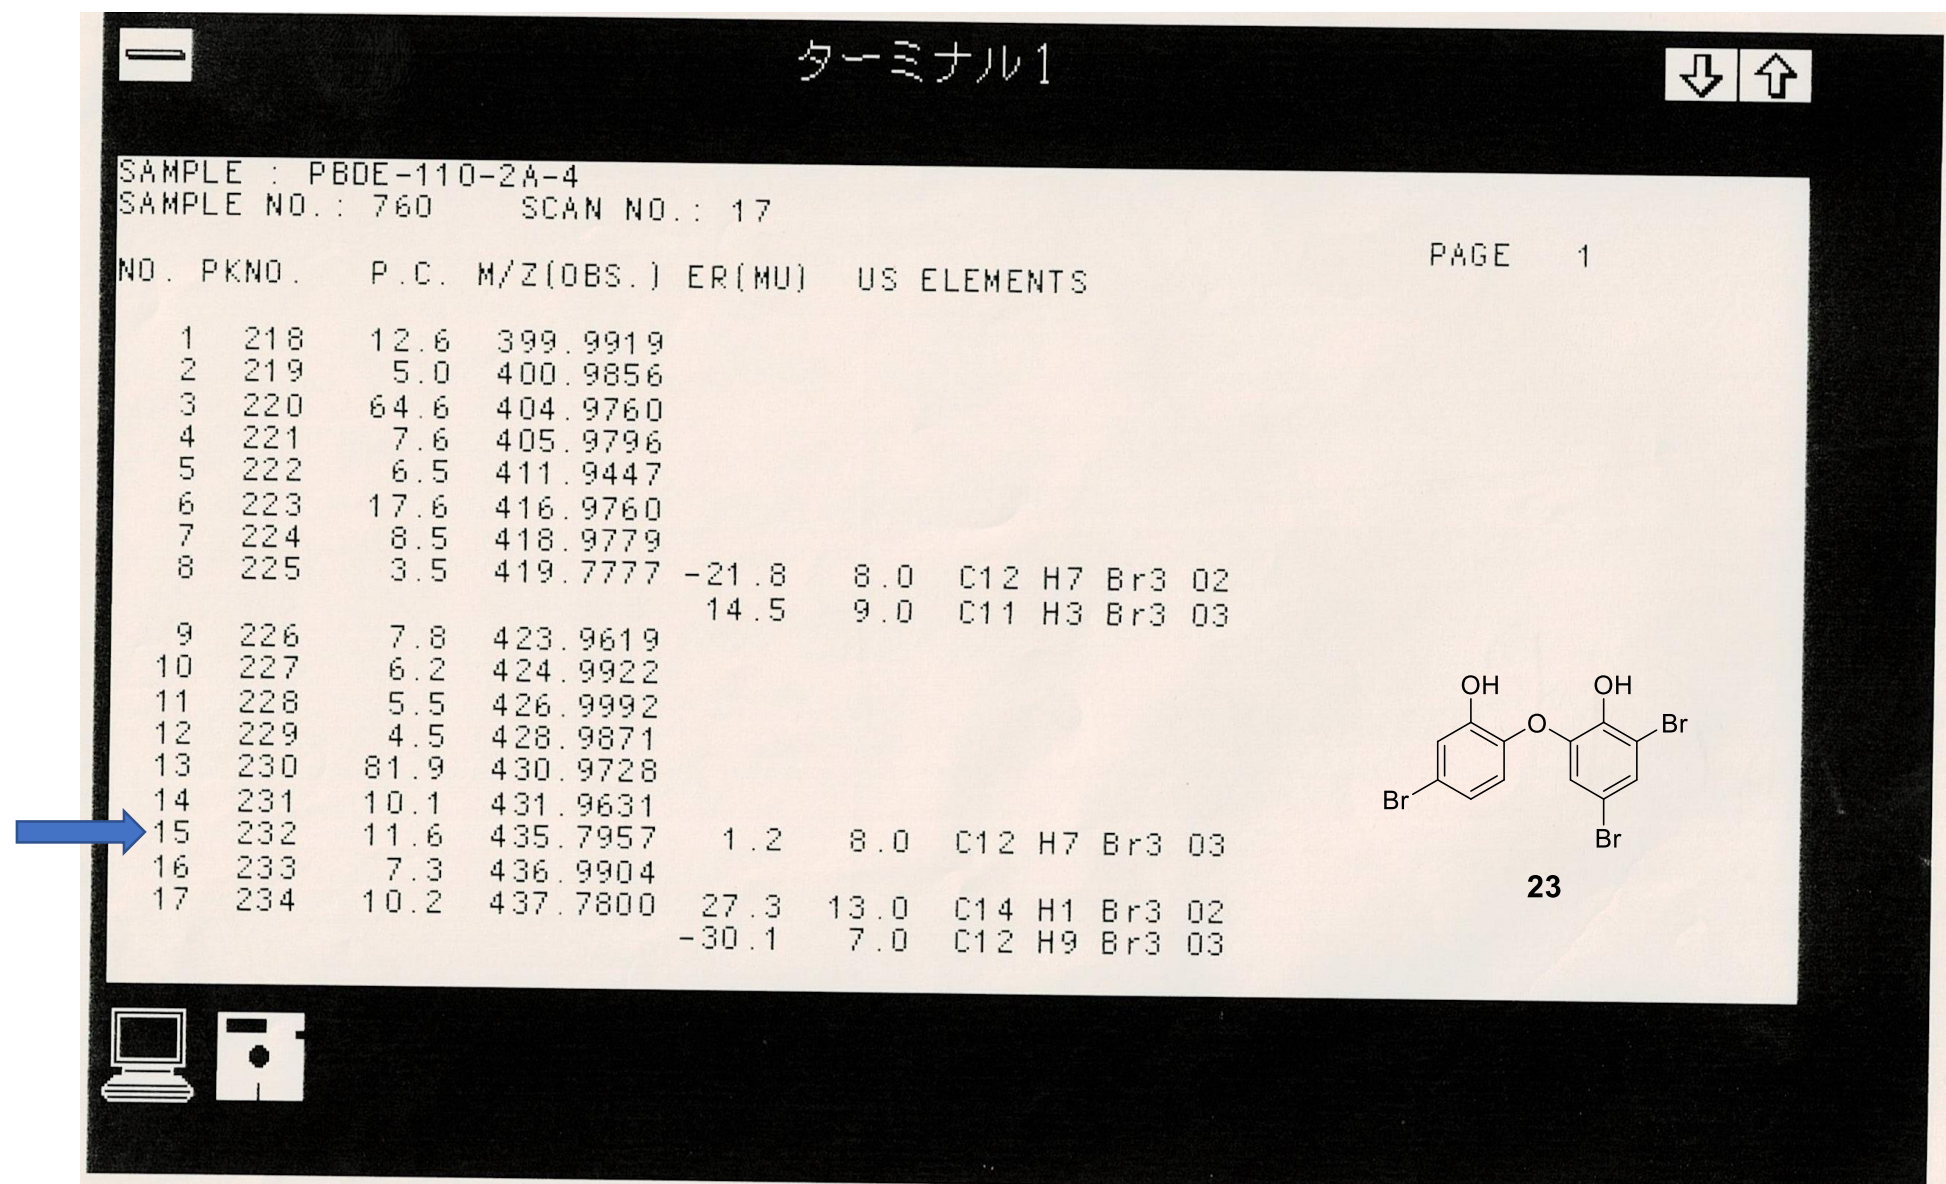 ターミナル1
SAMPLE : PBDE-110-2A-4
SAMPLE NO.: 760 SCAN NO.: 17
PAGE 1
NO. PKNO. P.C. M/Z(OBS.) ER(MU) US ELEMENTS
1 218 12.6 399.9919
2 219 5.0 400.9856
3 220 64.6 404.9760
4 221 7.6 405.9796
5 222 6.5 411.9447
6 223 17.6 416.9760
7 224 8.5 418.9779
8 225 3.5 419.7777 -21.8 8.0 C12 H7 Br3 O2
14.5 9.0 C11 H3 Br3 O3
9 226 7.8 423.9619
10 227 6.2 424.9922
11 228 5.5 426.9992
12 229 4.5 428.9871
13 230 81.9 430.9728
14 231 10.1 431.9631
15 232 11.6 435.7957 1.2 8.0 C12 H7 Br3 O3
16 233 7.3 436.9904
17 234 10.2 437.7800 27.3 13.0 C14 H1 Br3 O2
-30.1 7.0 C12 H9 Br3 O3
OH OH
O Br
Br
Br
23